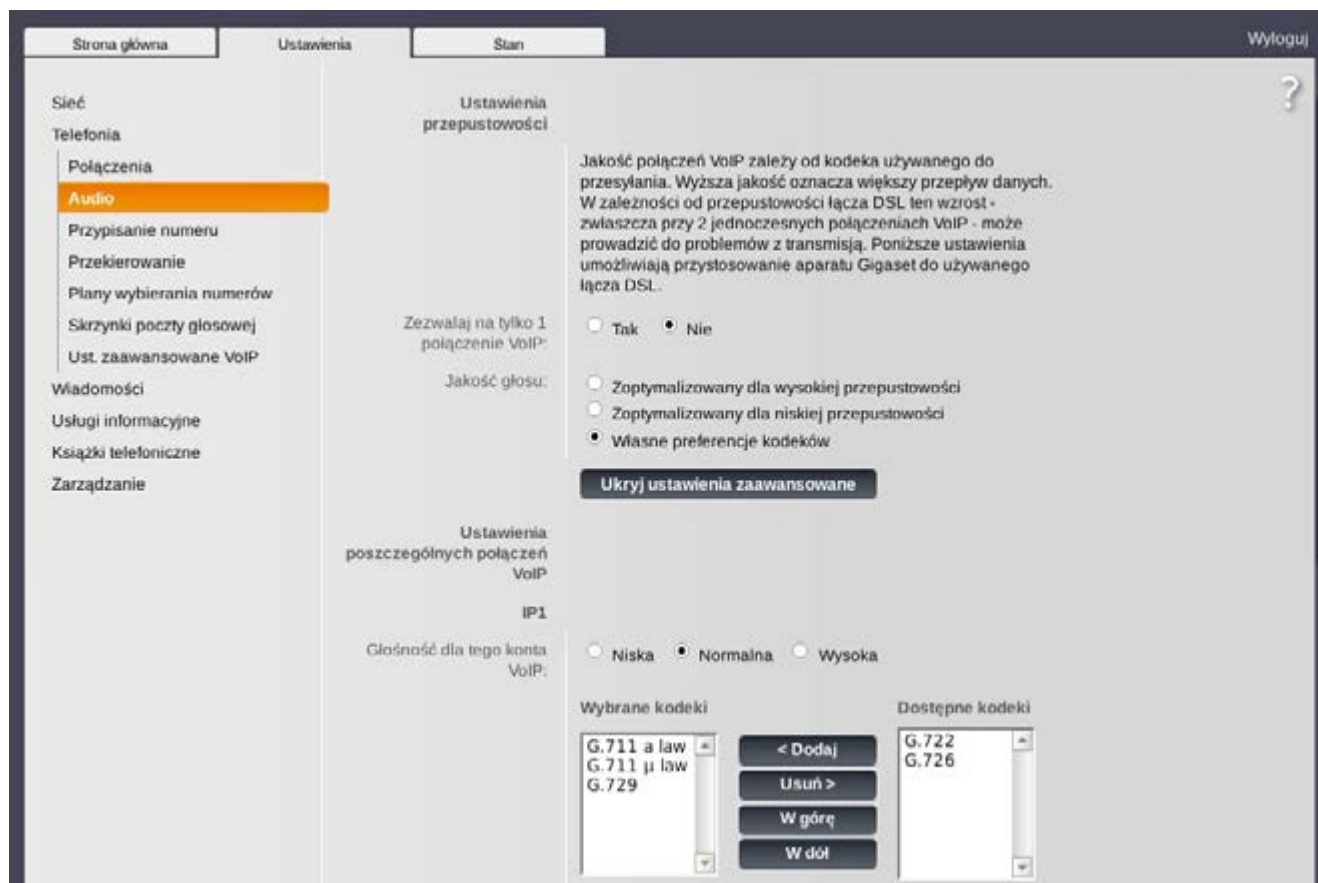 Strona główna
Ustawienia
Stan
Wyloguj
?
Sieć
Telefonia
Połączenia
Audio
Przypisanie numeru
Przekierowanie
Plany wybierania numerów
Skrzynki poczty głosowej
Ust. zaawansowane VoIP
Wiadomości
Usługi informacyjne
Książki telefoniczne
Zarządzanie
Ustawienia
przepustowości
Jakość połączeń VoIP zależy od kodeka używanego do
przesyłania. Wyższa jakość oznacza większy przepływ danych.
W zależności od przepustowości łącza DSL ten wzrost -
zwłaszcza przy 2 jednoczesnych połączeniach VoIP - może
prowadzić do problemów z transmisją. Poniższe ustawienia
umożliwiają przystosowanie aparatu Gigaset do używanego
łącza DSL.
Zezwalaj na tylko 1
połączenie VoIP:
Tak Nie
Jakość głosu:
Zoptymalizowany dla wysokiej przepustowości
Zoptymalizowany dla niskiej przepustowości
Własne preferencje kodeków
Ukryj ustawienia zaawansowane
Ustawienia
poszczególnych połączeń
VoIP
IP1
Głośność dla tego konta
VoIP:
Niska Normalna Wysoka
Wybrane kodeki
G.711 a law
G.711 μ law
G.729
< Dodaj
Usuń >
W górę
W dół
Dostępne kodeki
G.722
G.726